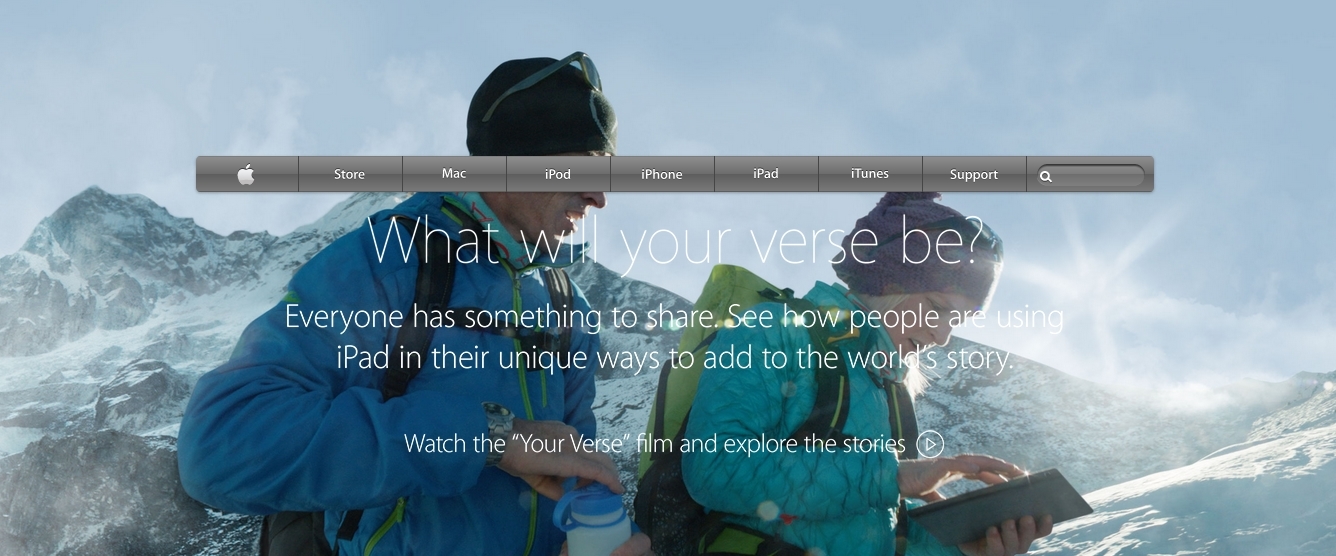 Store Mac iPod iPhone iPad iTunes Support
What will your verse be?
Everyone has something to share. See how people are using
iPad in their unique ways to add to the world's story.
Watch the “Your Verse” film and explore the stories